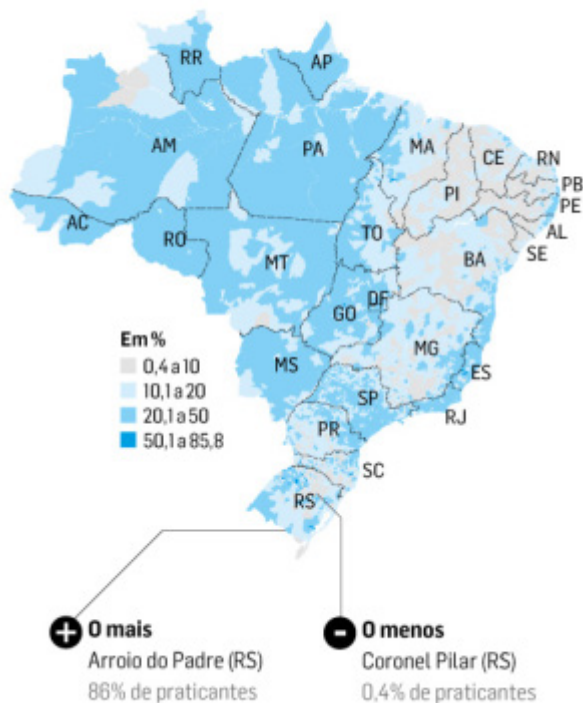 RR
AP
AM
PA
MA
CE
RN
PB
PE
AL
SE
PI
AC
RO
TO
BA
MT
DF
GO
MG
ES
MS
SP
RJ
PR
SC
RS
Em %
0,4 a 10
10,1 a 20
20,1 a 50
50,1 a 85,8
+ O mais
Arroio do Padre (RS)
86% de praticantes
- O menos
Coronel Pilar (RS)
0,4% de praticantes